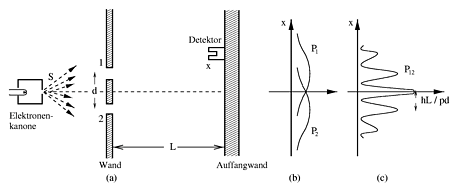 Detektor
x
x
x
1
S
P₁
P₁₂
d
hL / pd
Elektronen-
kanone
2
P₂
L
Wand
Auffangwand
(a)
(b)
(c)